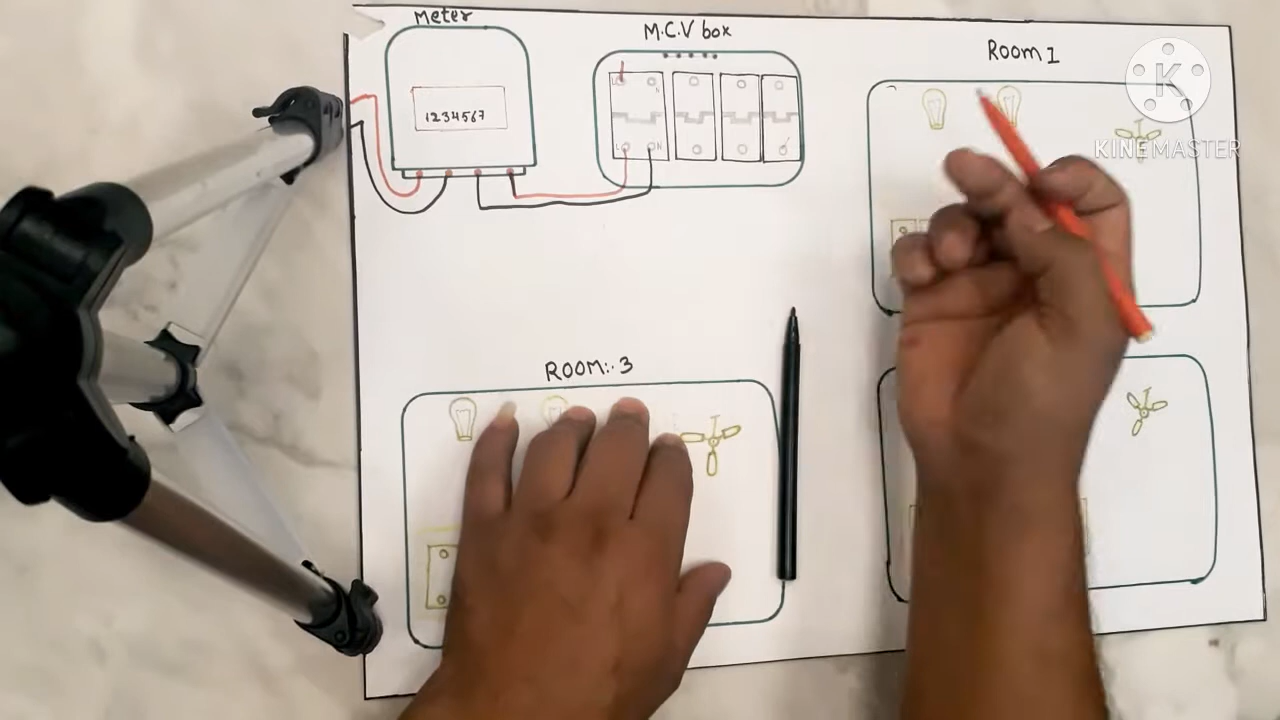 Meter
M.C.V box
Room 1
K
KINEMASTER
1234567
L N
ROOM:- 3